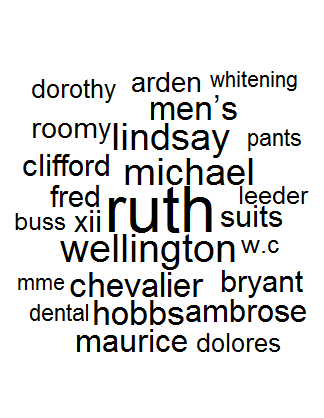 dorothy arden whitening
men’s
roomy lindsay pants
clifford michael
fred ruth leeder
buss xii suits
wellington w.c
mme chevalier bryant
dental hobbs ambrose
maurice dolores